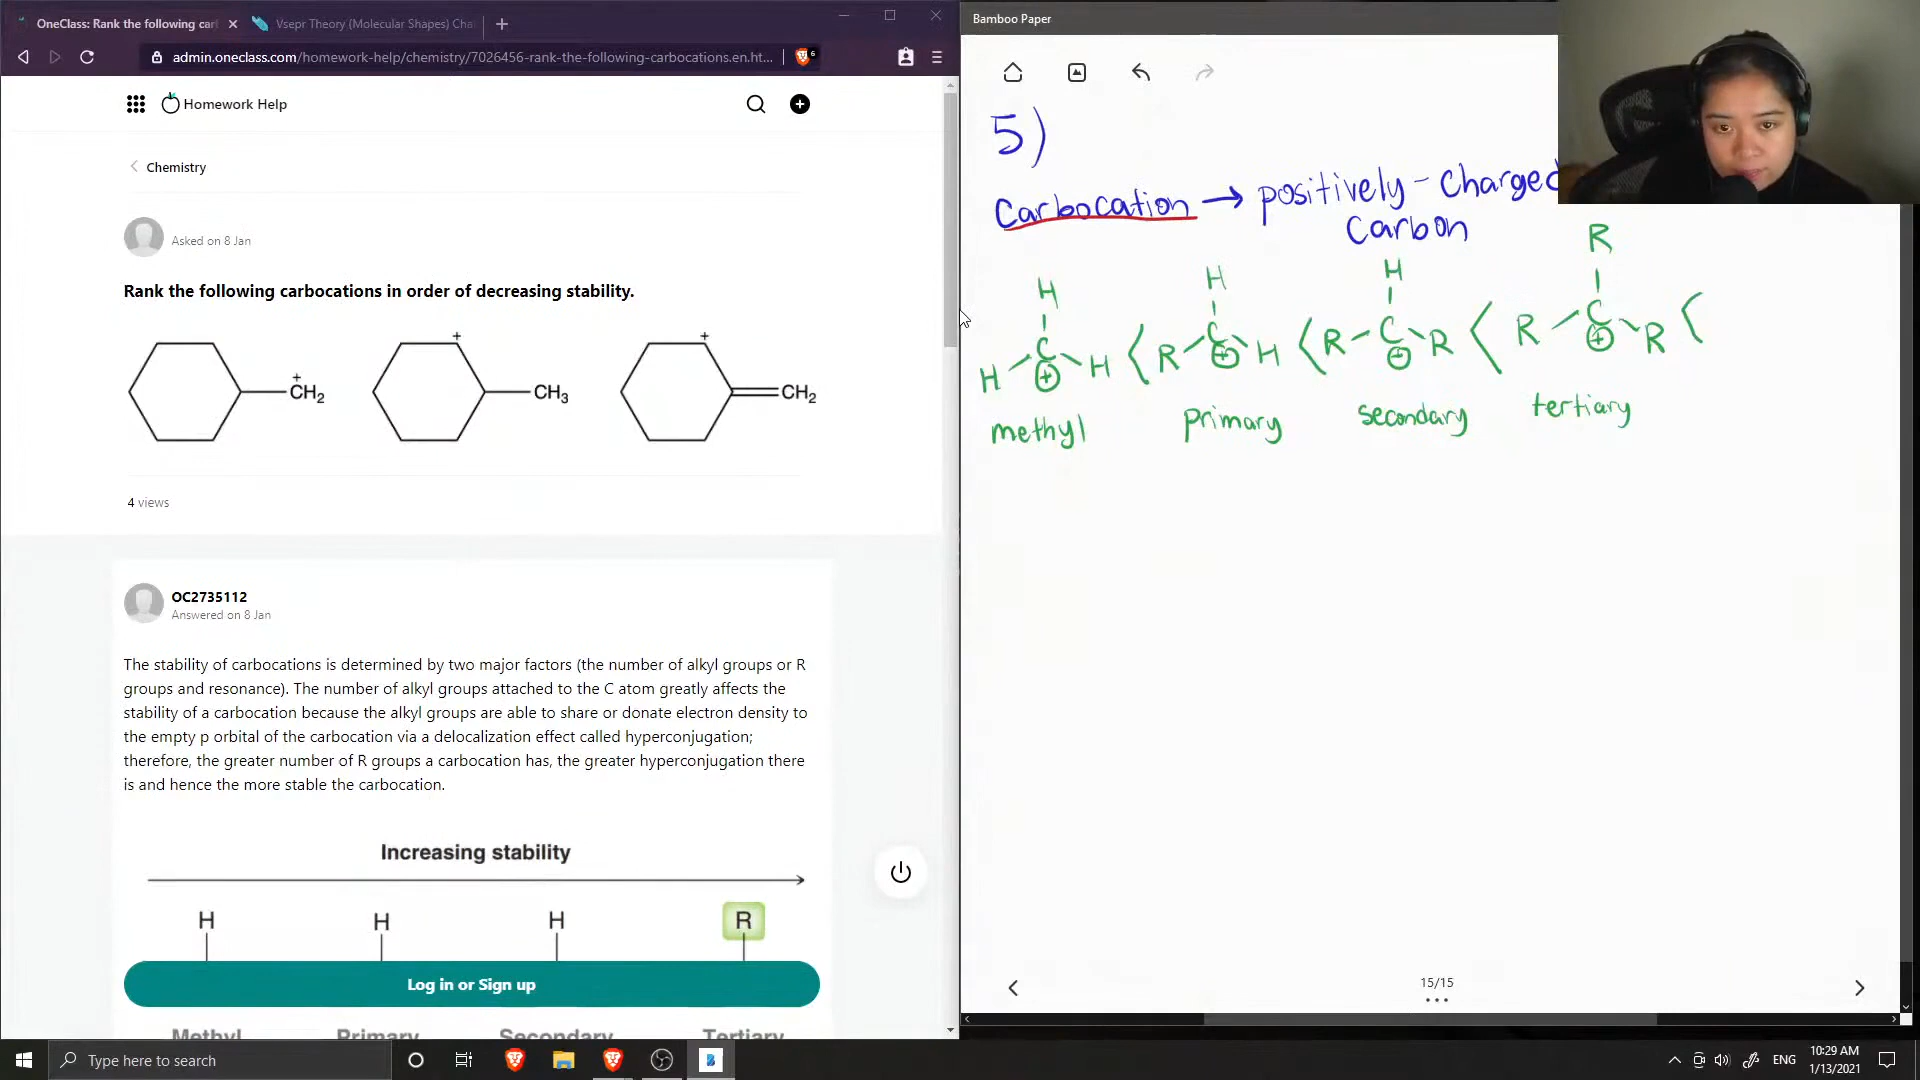 OneClass: Rank the following car
Vsepr Theory (Molecular Shapes) Cha
admin.oneclass.com/homework-help/chemistry/7026456-rank-the-following-carbocations.en.ht...
6
Homework Help
Chemistry
Asked on 8 Jan
Rank the following carbocations in order of decreasing stability.
+
CH2
+
CH3
+
CH2
4 views
OC2735112
Answered on 8 Jan
The stability of carbocations is determined by two major factors (the number of alkyl groups or R
groups and resonance). The number of alkyl groups attached to the C atom greatly affects the
stability of a carbocation because the alkyl groups are able to share or donate electron density to
the empty p orbital of the carbocation via a delocalization effect called hyperconjugation;
therefore, the greater number of R groups a carbocation has, the greater hyperconjugation there
is and hence the more stable the carbocation.
Increasing stability
H H H R
Log in or Sign up
Methyl Primary Secondary Tertiary
Bamboo Paper
5)
Carbocation → positively-charged
Carbon
H H H R
H C H < R C H < R C R < R C R <
+ + + +
methyl primary secondary tertiary
15/15
Type here to search
ENG
10:29 AM
1/13/2021